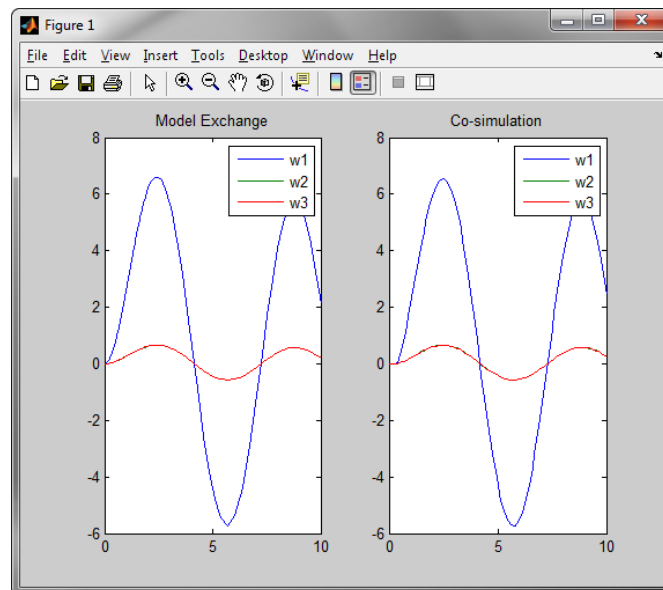 Figure 1
File Edit View Insert Tools Desktop Window Help
Model Exchange
8
6
4
2
0
-2
-4
-6
0 5 10
w1
w2
w3
Co-simulation
8
6
4
2
0
-2
-4
-6
0 5 10
w1
w2
w3